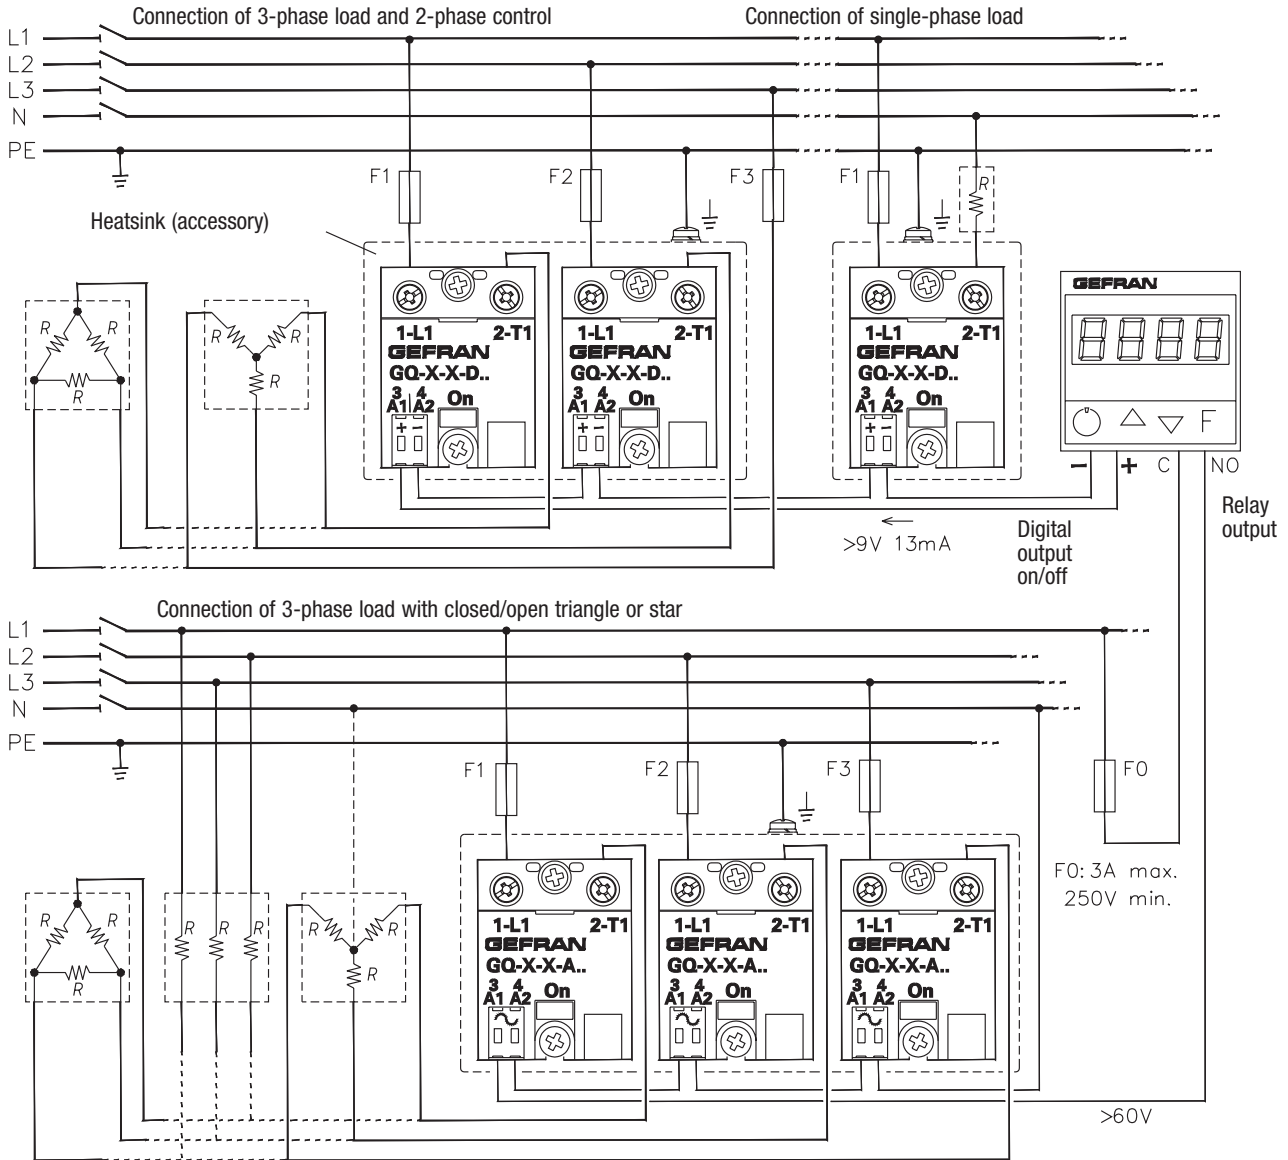 Connection of 3-phase load and 2-phase control
Connection of single-phase load
L1
L2
L3
N
PE
F1
F2
F3
F1
R
Heatsink (accessory)
R
R
R
R
R
R
1-L1 2-T1
GEFRAN
GQ-X-X-D..
3 4
A1 A2 On
+ −
1-L1 2-T1
GEFRAN
GQ-X-X-D..
3 4
A1 A2 On
+ −
1-L1 2-T1
GEFRAN
GQ-X-X-D..
3 4
A1 A2 On
+ −
GEFRAN
8888
F
− + C NO
Relay
output
>9V 13mA
Digital
output
on/off
Connection of 3-phase load with closed/open triangle or star
L1
L2
L3
N
PE
F1
F2
F3
F0
F0: 3A max.
250V min.
R
R
R
R
R
R
R
R
R
1-L1 2-T1
GEFRAN
GQ-X-X-A..
3 4
A1 A2 On
1-L1 2-T1
GEFRAN
GQ-X-X-A..
3 4
A1 A2 On
1-L1 2-T1
GEFRAN
GQ-X-X-A..
3 4
A1 A2 On
>60V